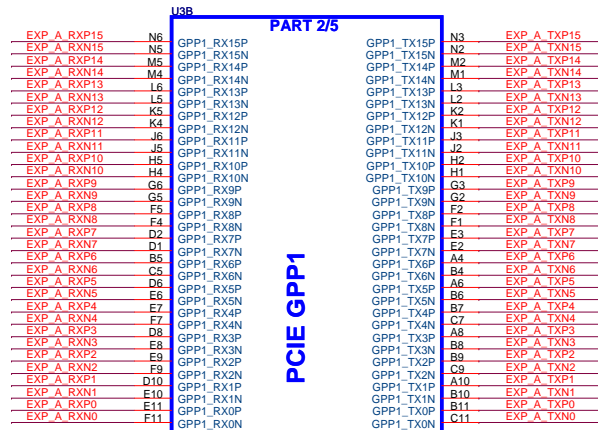 U3B
PART 2/5
EXP_A_RXP15 N6 GPP1_RX15P GPP1_TX15P N3 EXP_A_TXP15
EXP_A_RXN15 N5 GPP1_RX15N GPP1_TX15N N2 EXP_A_TXN15
EXP_A_RXP14 M5 GPP1_RX14P GPP1_TX14P M2 EXP_A_TXP14
EXP_A_RXN14 M4 GPP1_RX14N GPP1_TX14N M1 EXP_A_TXN14
EXP_A_RXP13 L6 GPP1_RX13P GPP1_TX13P L3 EXP_A_TXP13
EXP_A_RXN13 L5 GPP1_RX13N GPP1_TX13N L2 EXP_A_TXN13
EXP_A_RXP12 K5 GPP1_RX12P GPP1_TX12P K2 EXP_A_TXP12
EXP_A_RXN12 K4 GPP1_RX12N GPP1_TX12N K1 EXP_A_TXN12
EXP_A_RXP11 J6 GPP1_RX11P GPP1_TX11P J3 EXP_A_TXP11
EXP_A_RXN11 J5 GPP1_RX11N GPP1_TX11N J2 EXP_A_TXN11
EXP_A_RXP10 H5 GPP1_RX10P GPP1_TX10P H2 EXP_A_TXP10
EXP_A_RXN10 H4 GPP1_RX10N GPP1_TX10N H1 EXP_A_TXN10
EXP_A_RXP9 G6 GPP1_RX9P GPP1_TX9P G3 EXP_A_TXP9
EXP_A_RXN9 G5 GPP1_RX9N GPP1_TX9N G2 EXP_A_TXN9
EXP_A_RXP8 F5 GPP1_RX8P GPP1_TX8P F2 EXP_A_TXP8
EXP_A_RXN8 F4 GPP1_RX8N GPP1_TX8N F1 EXP_A_TXN8
EXP_A_RXP7 D2 GPP1_RX7P GPP1_TX7P E3 EXP_A_TXP7
EXP_A_RXN7 D1 GPP1_RX7N GPP1_TX7N E2 EXP_A_TXN7
EXP_A_RXP6 B5 GPP1_RX6P GPP1_TX6P A4 EXP_A_TXP6
EXP_A_RXN6 C5 GPP1_RX6N GPP1_TX6N B4 EXP_A_TXN6
EXP_A_RXP5 D6 GPP1_RX5P GPP1_TX5P A6 EXP_A_TXP5
EXP_A_RXN5 E6 GPP1_RX5N GPP1_TX5N B6 EXP_A_TXN5
EXP_A_RXP4 E7 GPP1_RX4P GPP1_TX4P B7 EXP_A_TXP4
EXP_A_RXN4 F7 GPP1_RX4N GPP1_TX4N C7 EXP_A_TXN4
EXP_A_RXP3 D8 GPP1_RX3P GPP1_TX3P A8 EXP_A_TXP3
EXP_A_RXN3 E8 GPP1_RX3N GPP1_TX3N B8 EXP_A_TXN3
EXP_A_RXP2 E9 GPP1_RX2P GPP1_TX2P B9 EXP_A_TXP2
EXP_A_RXN2 F9 GPP1_RX2N GPP1_TX2N C9 EXP_A_TXN2
EXP_A_RXP1 D10 GPP1_RX1P GPP1_TX1P A10 EXP_A_TXP1
EXP_A_RXN1 E10 GPP1_RX1N GPP1_TX1N B10 EXP_A_TXN1
EXP_A_RXP0 E11 GPP1_RX0P GPP1_TX0P B11 EXP_A_TXP0
EXP_A_RXN0 F11 GPP1_RX0N GPP1_TX0N C11 EXP_A_TXN0
PCIE GPP1